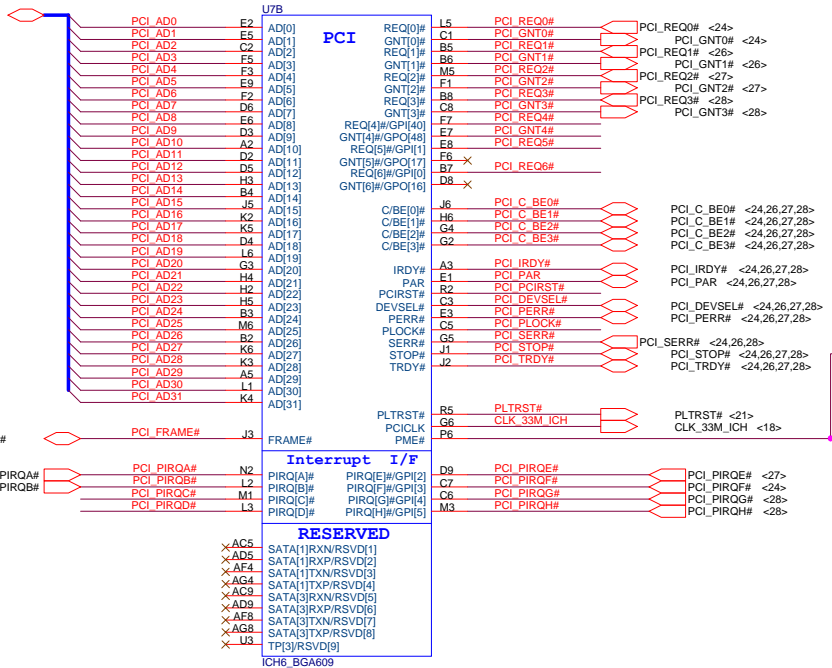 U7B
PCI
PCI_AD0 E2 AD[0]
PCI_AD1 E5 AD[1]
PCI_AD2 C2 AD[2]
PCI_AD3 F5 AD[3]
PCI_AD4 F3 AD[4]
PCI_AD5 E9 AD[5]
PCI_AD6 F2 AD[6]
PCI_AD7 D6 AD[7]
PCI_AD8 E6 AD[8]
PCI_AD9 D3 AD[9]
PCI_AD10 A2 AD[10]
PCI_AD11 D2 AD[11]
PCI_AD12 D5 AD[12]
PCI_AD13 H3 AD[13]
PCI_AD14 B4 AD[14]
PCI_AD15 J5 AD[15]
PCI_AD16 K2 AD[16]
PCI_AD17 K5 AD[17]
PCI_AD18 D4 AD[18]
PCI_AD19 L6 AD[19]
PCI_AD20 G3 AD[20]
PCI_AD21 H4 AD[21]
PCI_AD22 H2 AD[22]
PCI_AD23 H5 AD[23]
PCI_AD24 B3 AD[24]
PCI_AD25 M6 AD[25]
PCI_AD26 B2 AD[26]
PCI_AD27 K6 AD[27]
PCI_AD28 K3 AD[28]
PCI_AD29 A5 AD[29]
PCI_AD30 L1 AD[30]
PCI_AD31 K4 AD[31]
# PCI_FRAME# J3 FRAME#
REQ[0]# L5 PCI_REQ0# PCI_REQ0# <24>
GNT[0]# C1 PCI_GNT0# PCI_GNT0# <24>
REQ[1]# B5 PCI_REQ1# PCI_REQ1# <26>
GNT[1]# B6 PCI_GNT1# PCI_GNT1# <26>
REQ[2]# M5 PCI_REQ2# PCI_REQ2# <27>
GNT[2]# F1 PCI_GNT2# PCI_GNT2# <27>
REQ[3]# B8 PCI_REQ3# PCI_REQ3# <28>
GNT[3]# C8 PCI_GNT3# PCI_GNT3# <28>
REQ[4]#/GPI[40] F7 PCI_REQ4#
GNT[4]#/GPO[48] E7 PCI_GNT4#
REQ[5]#/GPI[1] E8 PCI_REQ5#
GNT[5]#/GPO[17] F6
REQ[6]#/GPI[0] B7 PCI_REQ6#
GNT[6]#/GPO[16] D8
C/BE[0]# J6 PCI_C_BE0# PCI_C_BE0# <24,26,27,28>
C/BE[1]# H6 PCI_C_BE1# PCI_C_BE1# <24,26,27,28>
C/BE[2]# G4 PCI_C_BE2# PCI_C_BE2# <24,26,27,28>
C/BE[3]# G2 PCI_C_BE3# PCI_C_BE3# <24,26,27,28>
IRDY# A3 PCI_IRDY# PCI_IRDY# <24,26,27,28>
PAR E1 PCI_PAR PCI_PAR <24,26,27,28>
PCIRST# R2 PCI_PCIRST#
DEVSEL# C3 PCI_DEVSEL# PCI_DEVSEL# <24,26,27,28>
PERR# E3 PCI_PERR# PCI_PERR# <24,26,27,28>
PLOCK# C5 PCI_PLOCK#
SERR# G5 PCI_SERR# PCI_SERR# <24,26,28>
STOP# J1 PCI_STOP# PCI_STOP# <24,26,27,28>
TRDY# J2 PCI_TRDY# PCI_TRDY# <24,26,27,28>
PLTRST# R5 PLTRST# PLTRST# <21>
PCICLK G6 CLK_33M_ICH CLK_33M_ICH <18>
PME# P6
Interrupt I/F
PIRQA# PCI_PIRQA# N2 PIRQ[A]# PIRQ[E]#/GPI[2] D9 PCI_PIRQE# PCI_PIRQE# <27>
PIRQB# PCI_PIRQB# L2 PIRQ[B]# PIRQ[F]#/GPI[3] C7 PCI_PIRQF# PCI_PIRQF# <24>
PCI_PIRQC# M1 PIRQ[C]# PIRQ[G]#/GPI[4] C6 PCI_PIRQG# PCI_PIRQG# <28>
PCI_PIRQD# L3 PIRQ[D]# PIRQ[H]#/GPI[5] M3 PCI_PIRQH# PCI_PIRQH# <28>
RESERVED
AC5 SATA[1]RXN/RSVD[1]
AD5 SATA[1]RXP/RSVD[2]
AF4 SATA[1]TXN/RSVD[3]
AG4 SATA[1]TXP/RSVD[4]
AC9 SATA[3]RXN/RSVD[5]
AD9 SATA[3]RXP/RSVD[6]
AF8 SATA[3]TXN/RSVD[7]
AG8 SATA[3]TXP/RSVD[8]
U3 TP[3]/RSVD[9]
ICH6_BGA609